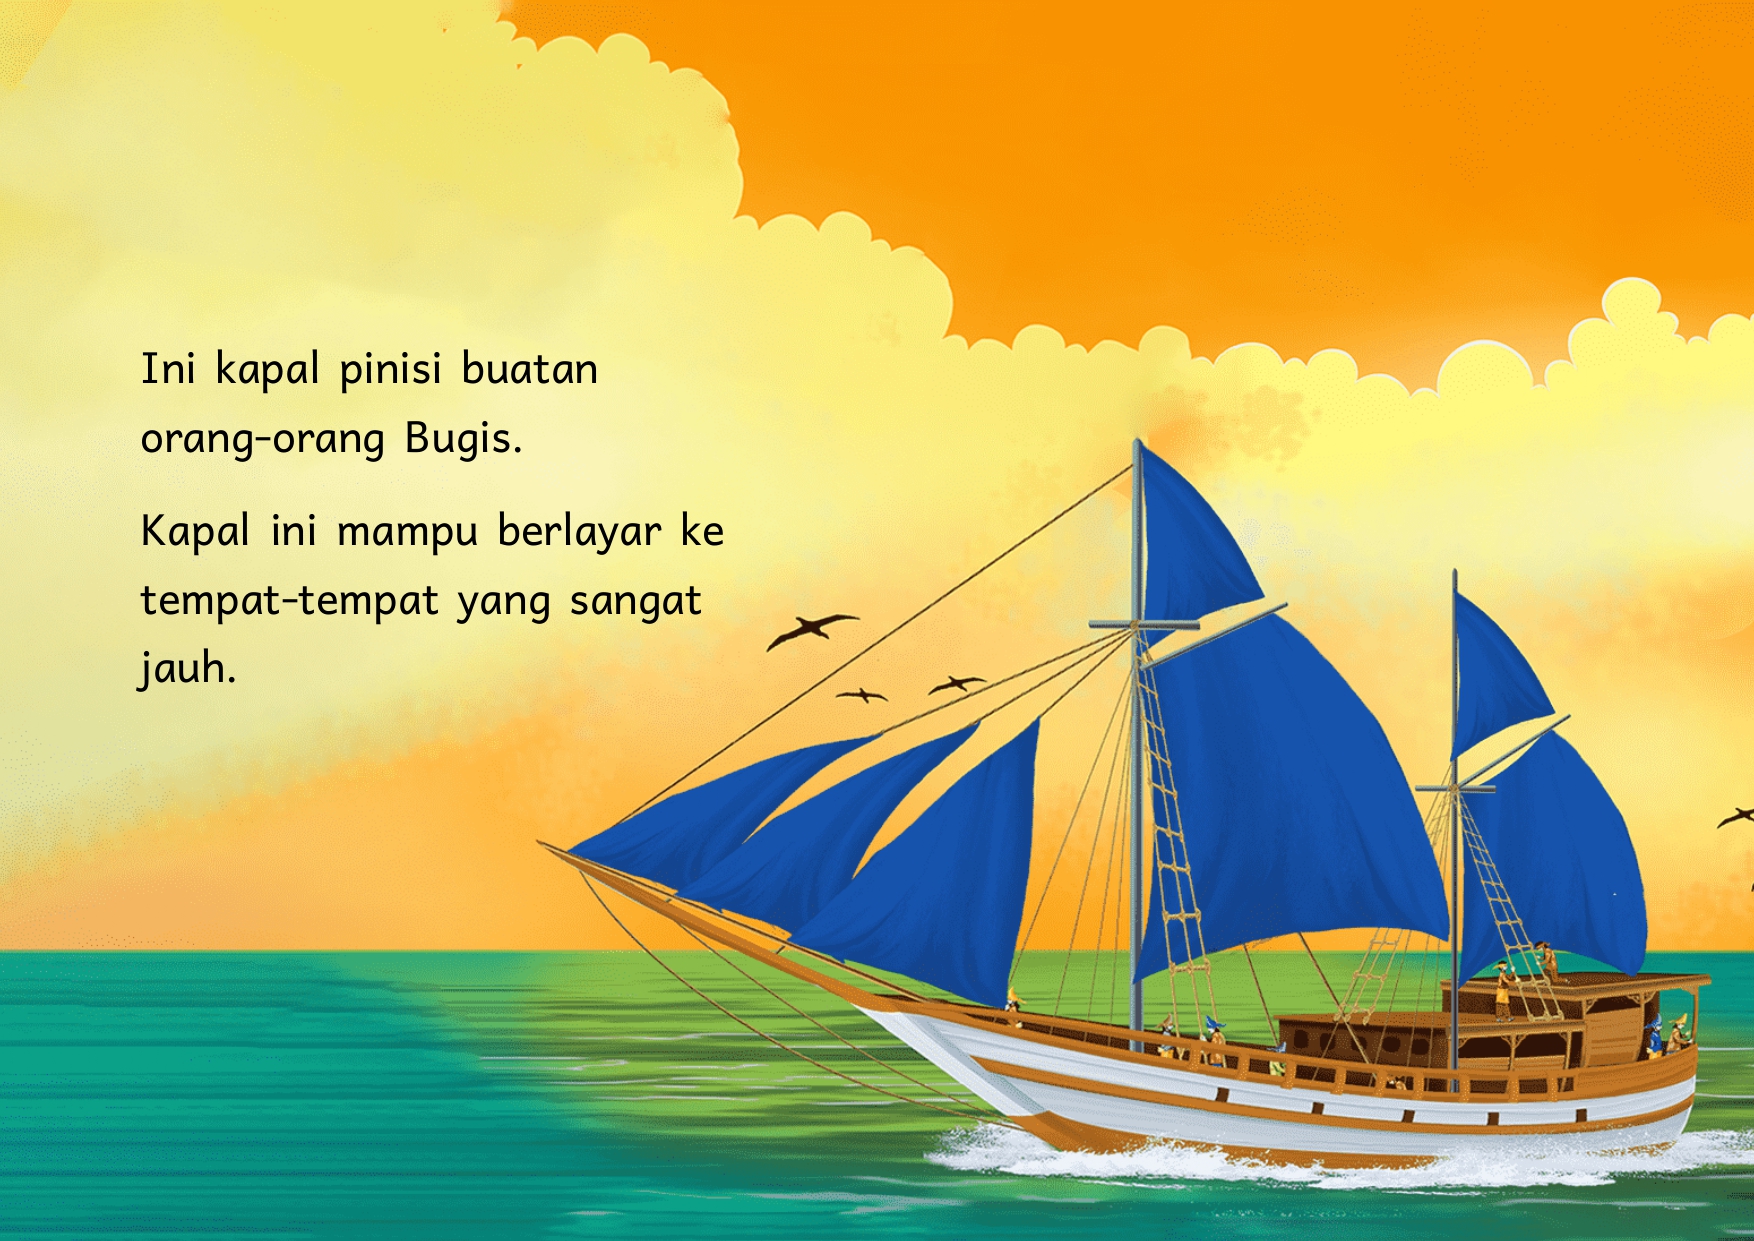 Ini kapal pinisi buatan
orang-orang Bugis.
Kapal ini mampu berlayar ke
tempat-tempat yang sangat
jauh.